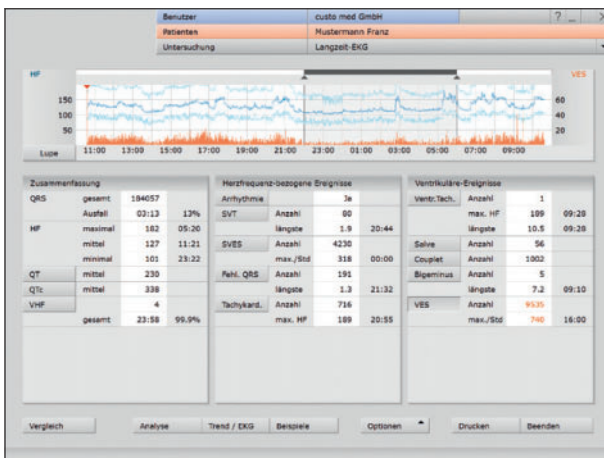 Benutzer custo med GmbH ? _ X
Patienten Mustermann Franz
Untersuchung Langzeit-EKG
HF VES
150 60
100 40
50 20
Lupe 11:00 13:00 15:00 17:00 19:00 21:00 23:00 01:00 03:00 05:00 07:00 09:00
Zusammenfassung Herzfrequenz-bezogene Ereignisse Ventrikuläre-Ereignisse
QRS gesamt 184057 Arrhythmie Ja Ventr.Tach. Anzahl 1
Ausfall 03:13 13% SVT Anzahl 80 max. HF 189 09:28
HF maximal 182 05:20 längste 1.9 20:44 längste 10.5 09:28
mittel 127 11:21 SVES Anzahl 4230 Salve Anzahl 56
minimal 101 23:22 max./Std 318 00:00 Couplet Anzahl 1002
QT mittel 230 Fehl. QRS Anzahl 191 Bigeminus Anzahl 5
QTc mittel 338 längste 1.3 21:32 längste 7.2 09:10
VHF 4 Tachykard. Anzahl 716 VES Anzahl 9535
gesamt 23:58 99.9% max. HF 189 20:55 max./Std 740 16:00
Vergleich Analyse Trend / EKG Beispiele Optionen Drucken Beenden